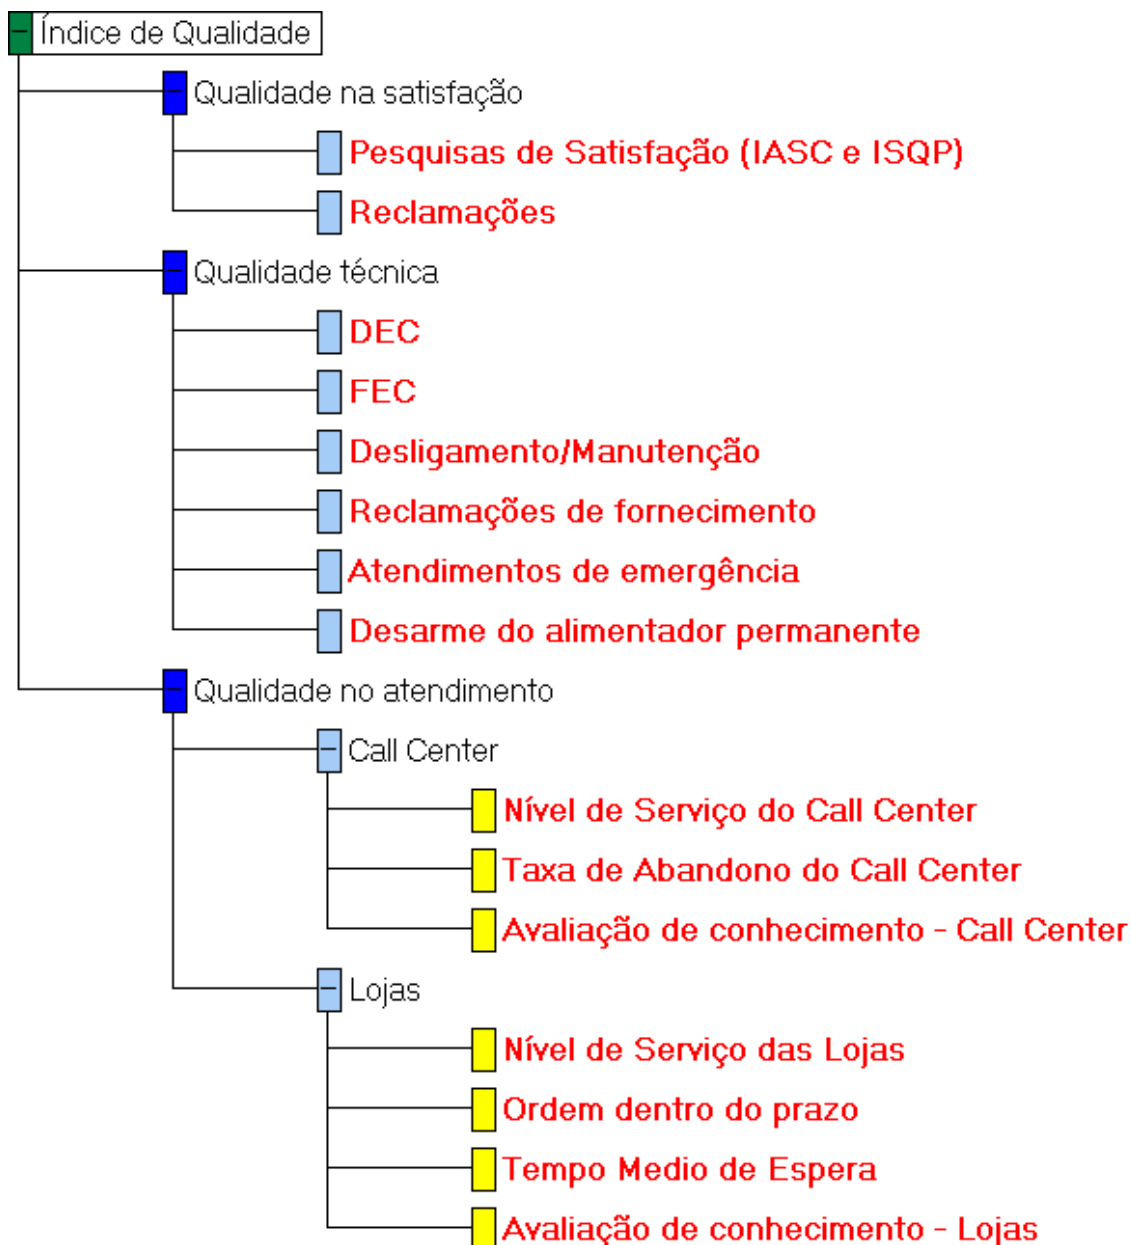 Índice de Qualidade
Qualidade na satisfação
Pesquisas de Satisfação (IASC e ISQP)
Reclamações
Qualidade técnica
DEC
FEC
Desligamento/Manutenção
Reclamações de fornecimento
Atendimentos de emergência
Desarme do alimentador permanente
Qualidade no atendimento
Call Center
Nível de Serviço do Call Center
Taxa de Abandono do Call Center
Avaliação de conhecimento - Call Center
Lojas
Nível de Serviço das Lojas
Ordem dentro do prazo
Tempo Medio de Espera
Avaliação de conhecimento - Lojas